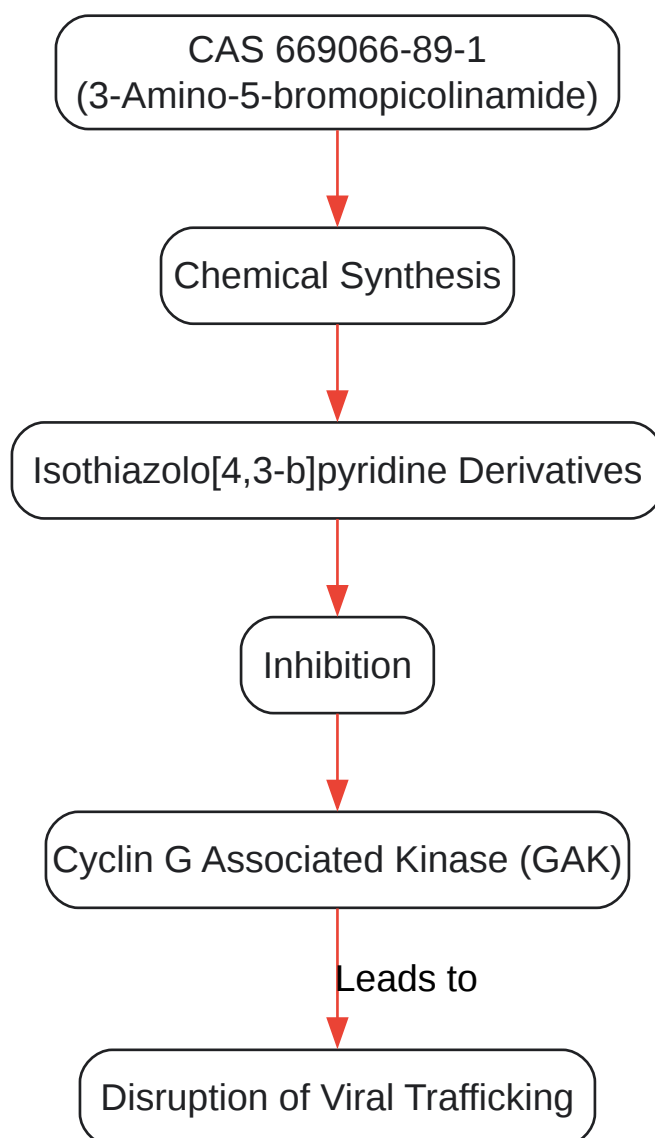 CAS 669066-89-1
(3-Amino-5-bromopicolinamide)
Chemical Synthesis
Isothiazolo[4,3-b]pyridine Derivatives
Inhibition
Cyclin G Associated Kinase (GAK)
Leads to
Disruption of Viral Trafficking